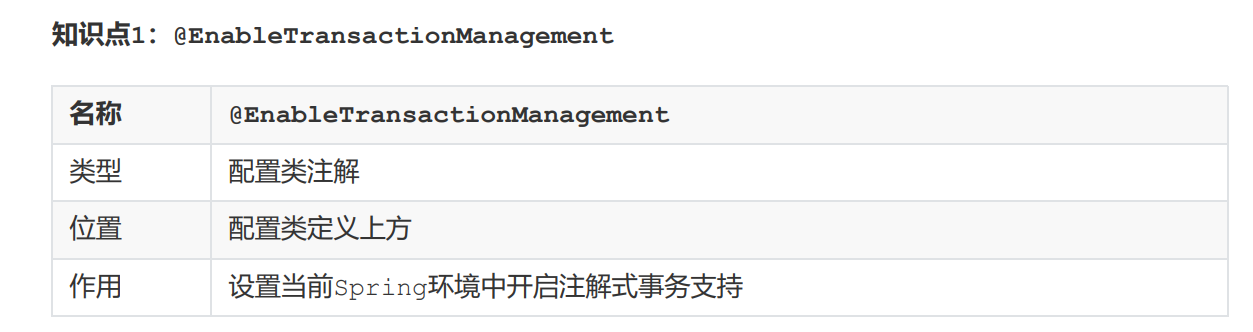 知识点1：@EnableTransactionManagement
名称 @EnableTransactionManagement
类型 配置类注解
位置 配置类定义上方
作用 设置当前Spring环境中开启注解式事务支持